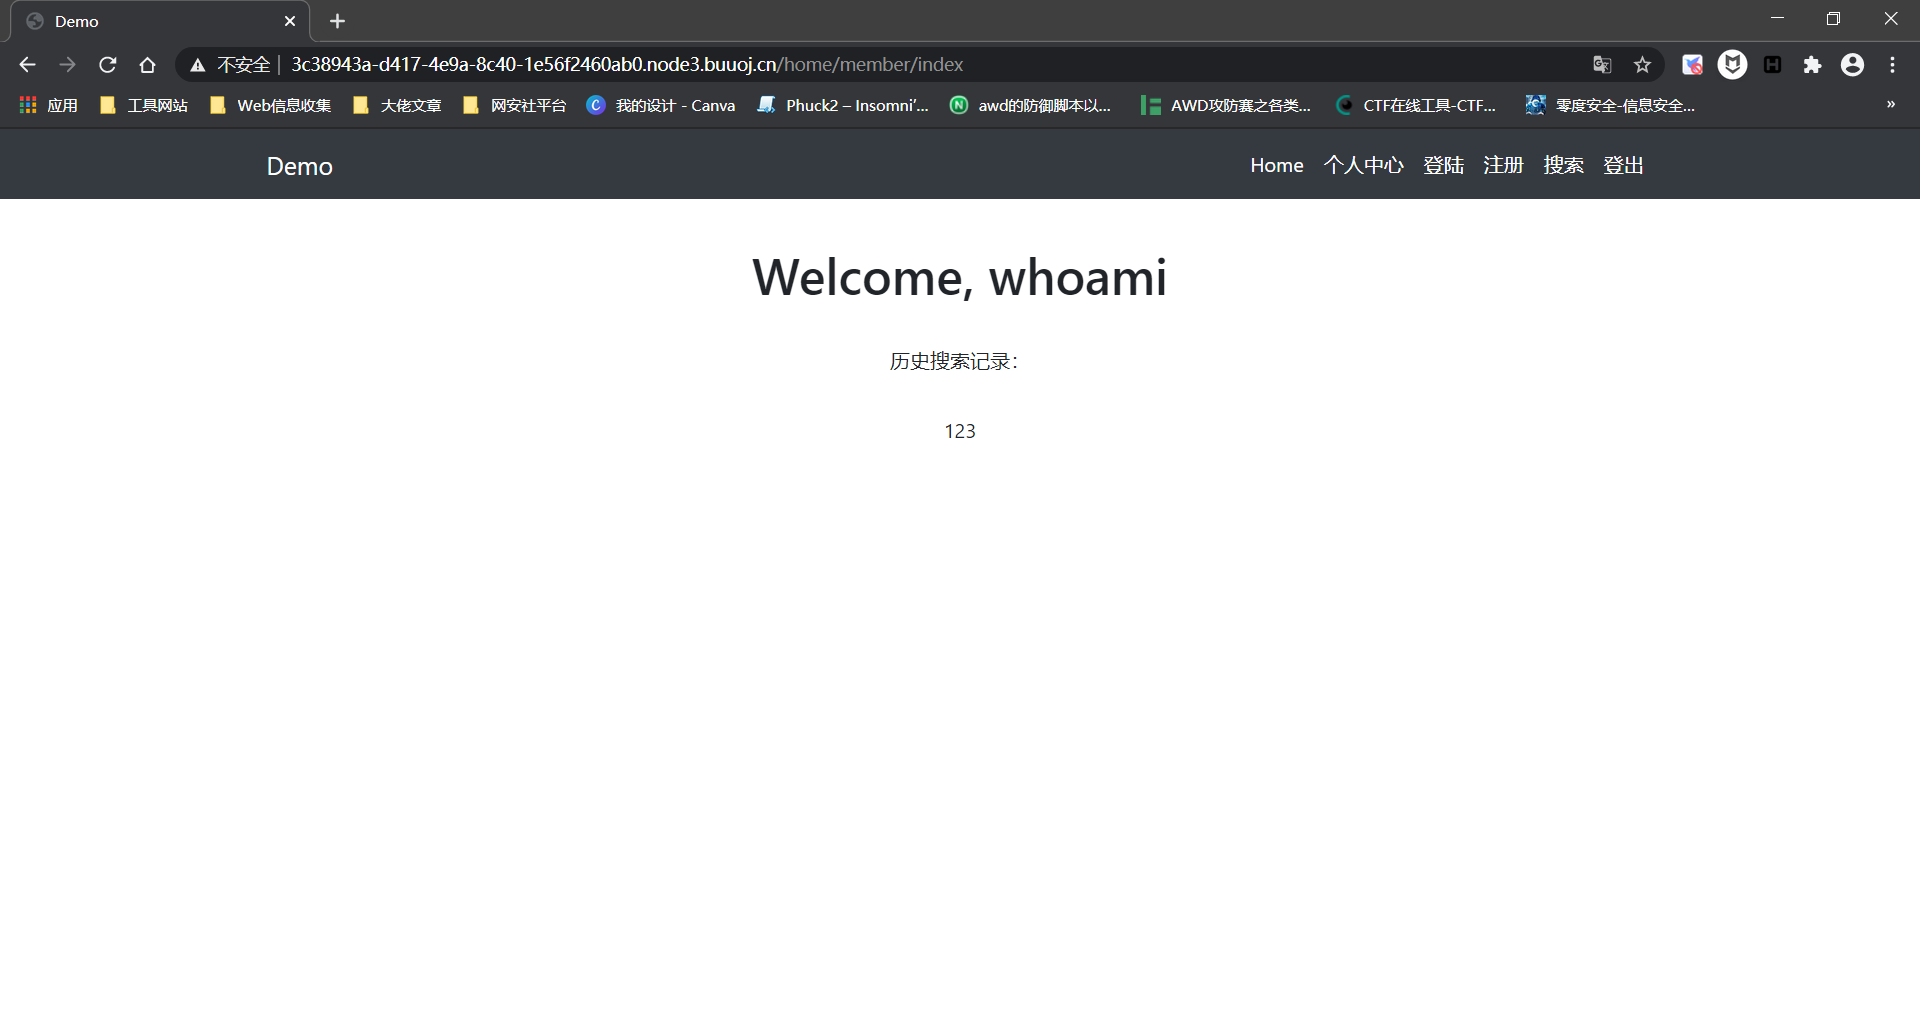 Demo
不安全 | 3c38943a-d417-4e9a-8c40-1e56f2460ab0.node3.buuoj.cn/home/member/index
应用 工具网站 Web信息收集 大佬文章 网安社平台 我的设计 - Canva Phuck2 – Insomni'... awd的防御脚本以... AWD攻防赛之各类... CTF在线工具-CTF... 零度安全-信息安全... »
Demo Home 个人中心 登陆 注册 搜索 登出
Welcome, whoami
历史搜索记录：
123